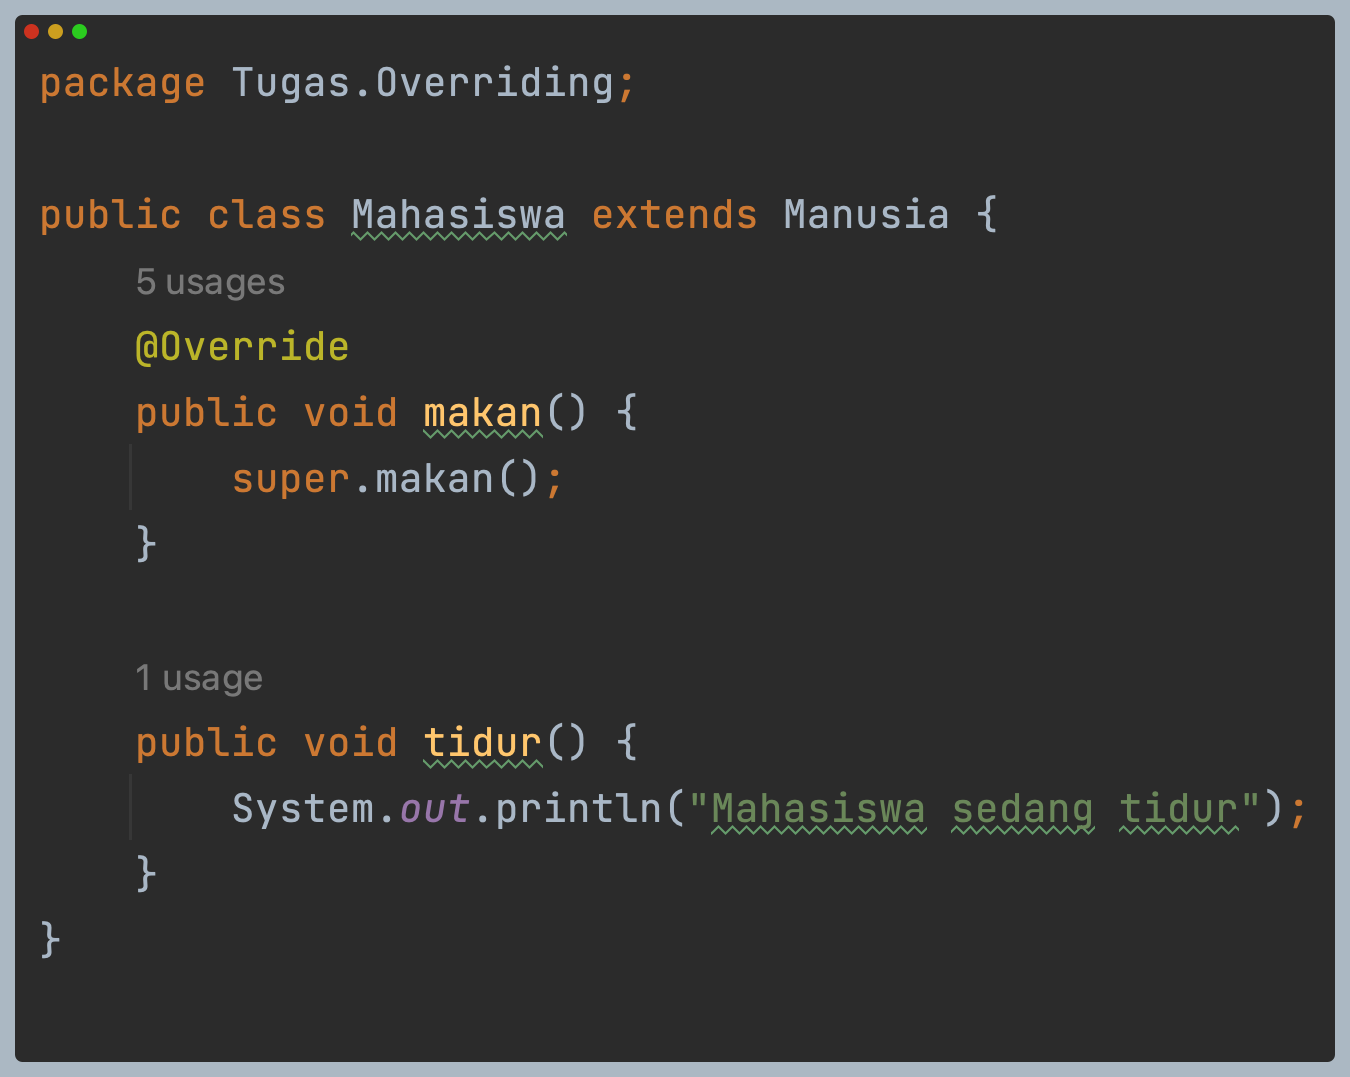 package Tugas.Overriding;
public class Mahasiswa extends Manusia {
5 usages
@Override
public void makan() {
super.makan();
}
1 usage
public void tidur() {
System.out.println("Mahasiswa sedang tidur");
}
}